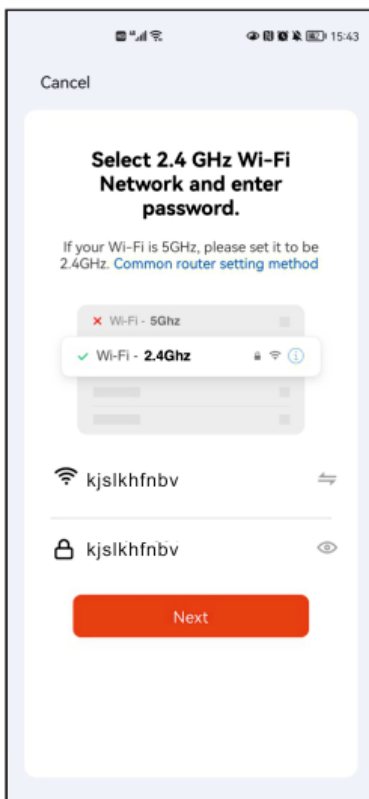 15:43
Cancel
Select 2.4 GHz Wi-Fi
Network and enter
password.
If your Wi-Fi is 5GHz, please set it to be
2.4GHz. Common router setting method
Wi-Fi - 5Ghz
Wi-Fi - 2.4Ghz
kjslkhfnbv
kjslkhfnbv
Next